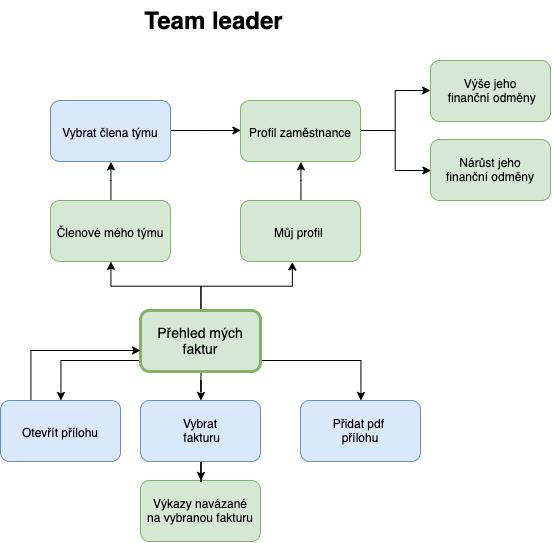 Team leader
Výše jeho
finanční odměny
Vybrat člena týmu
Profil zaměstnance
Nárůst jeho
finanční odměny
Členové mého týmu
Můj profil
Přehled mých
faktur
Otevřít přílohu
Vybrat
fakturu
Přidat pdf
přílohu
Výkazy navázané
na vybranou fakturu